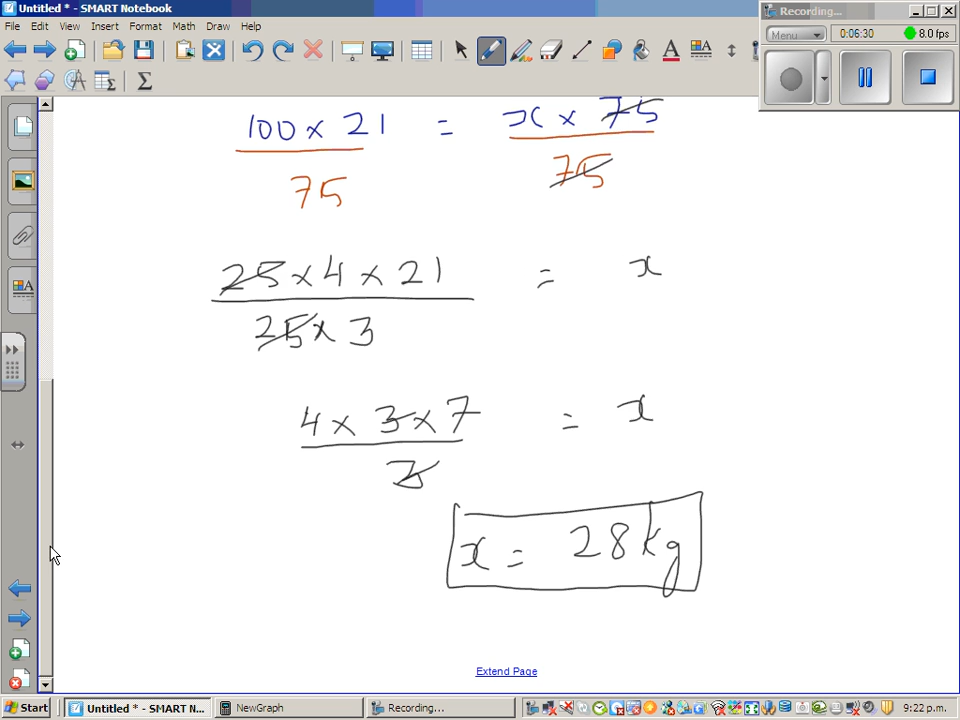 Untitled * - SMART Notebook
Recording...
File Edit View Insert Format Math Draw Help
Menu
0:06:30
8.0 fps
100 x 21 = x x 75
75 75
25 x 4 x 21 = x
25 x 3
4 x 3 x 7 = x
3
x = 28kg
Extend Page
Start
Untitled * - SMART N...
NewGraph
Recording...
9:22 p.m.